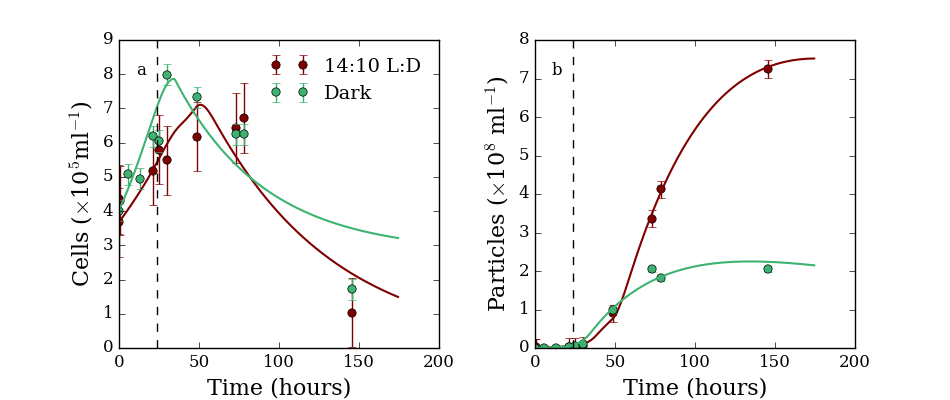 a
14:10 L:D
Dark
Cells (×10⁵ml⁻¹)
9
8
7
6
5
4
3
2
1
0
0 50 100 150 200
Time (hours)
b
Particles (×10⁸ ml⁻¹)
8
7
6
5
4
3
2
1
0
0 50 100 150 200
Time (hours)